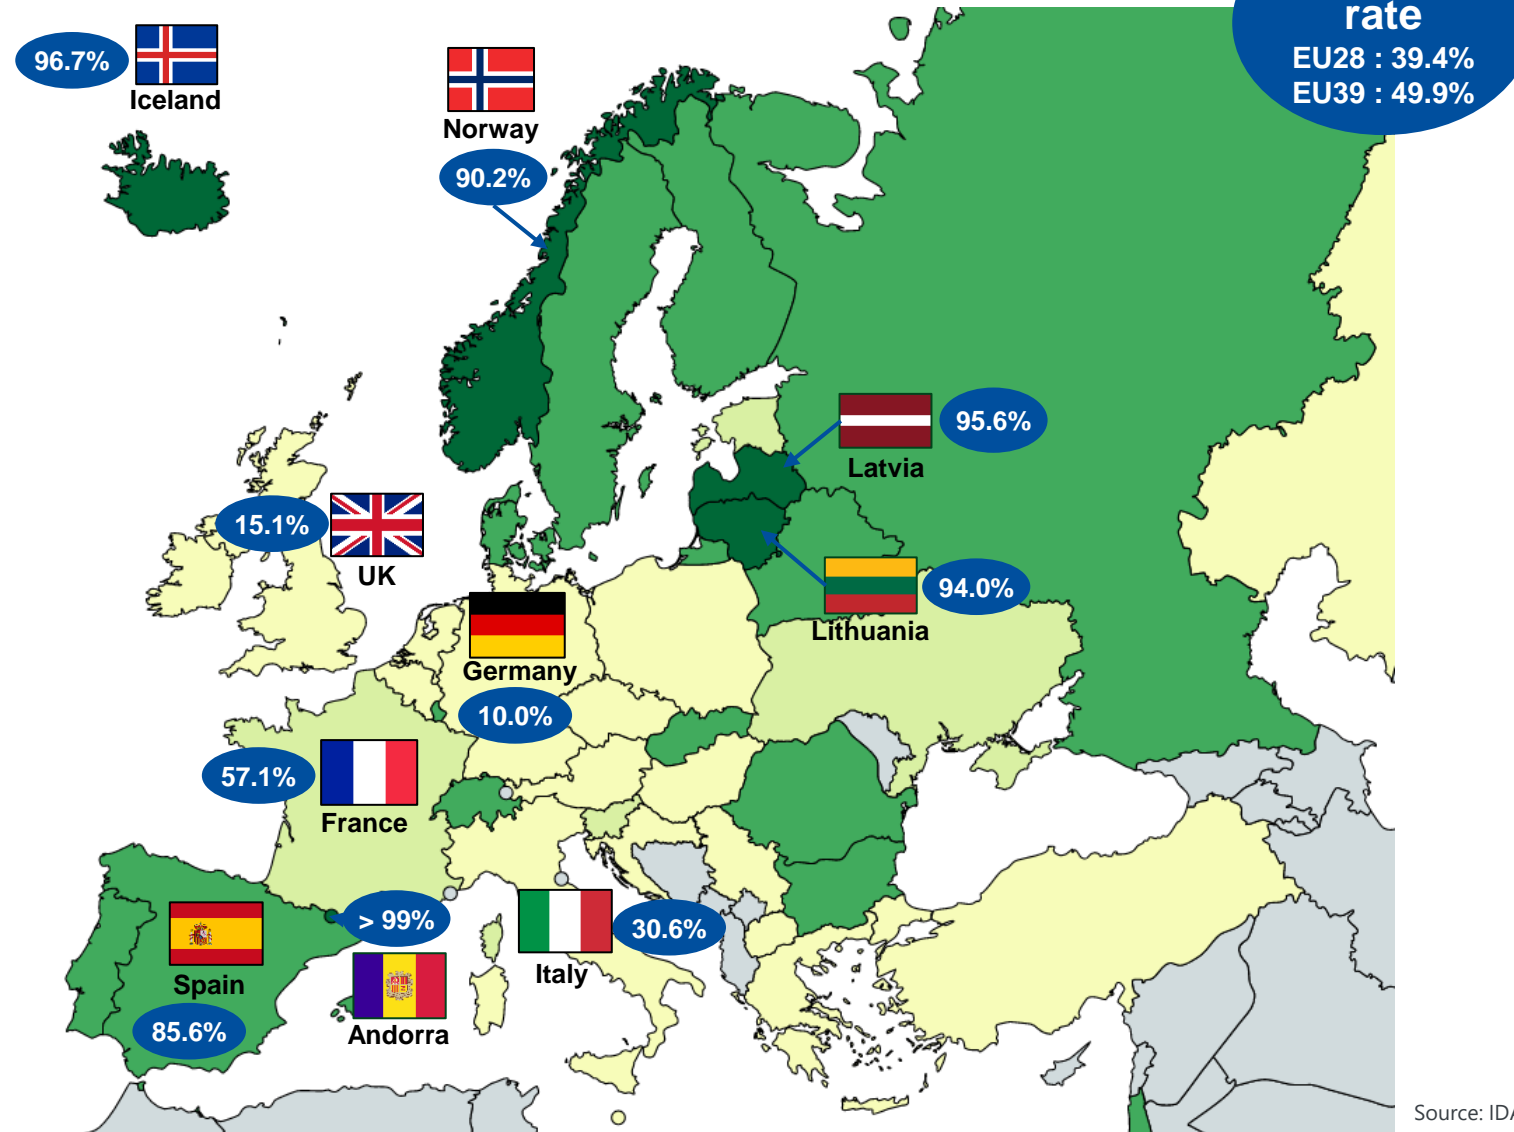 rate
EU28 : 39.4%
EU39 : 49.9%
96.7%
Iceland
Norway
90.2%
95.6%
Latvia
15.1%
UK
94.0%
Lithuania
Germany
10.0%
57.1%
France
> 99%
30.6%
Spain
Italy
85.6%
Andorra
Source: IDA